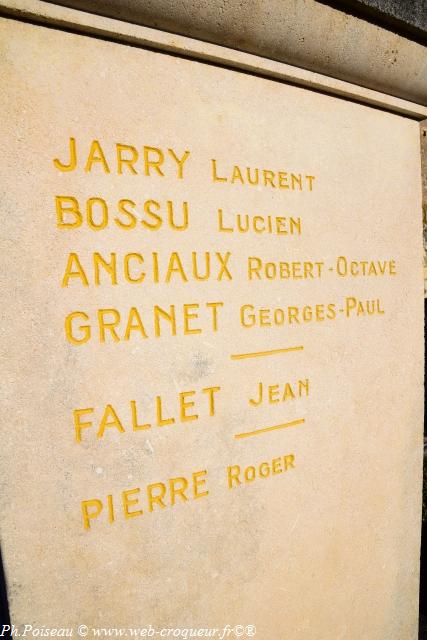 JARRY LAURENT
BOSSU LUCIEN
ANCIAUX ROBERT-OCTAVE
GRANET GEORGES-PAUL
FALLET JEAN
PIERRE ROGER
Ph.Poiseau © www-web-croqueur.fr©®